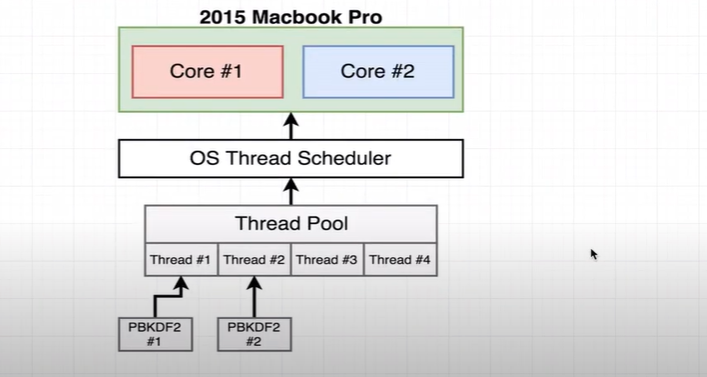 2015 Macbook Pro
Core #1
Core #2
OS Thread Scheduler
Thread Pool
Thread #1
Thread #2
Thread #3
Thread #4
PBKDF2
#1
PBKDF2
#2